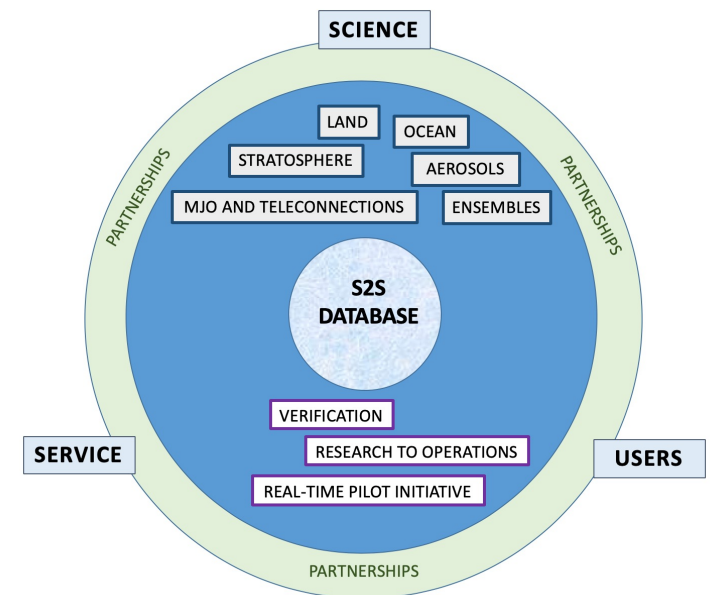 SCIENCE
LAND
OCEAN
STRATOSPHERE
AEROSOLS
PARTNERSHIPS
PARTNERSHIPS
MJO AND TELECONNECTIONS
ENSEMBLES
S2S
DATABASE
VERIFICATION
RESEARCH TO OPERATIONS
SERVICE
USERS
REAL-TIME PILOT INITIATIVE
PARTNERSHIPS